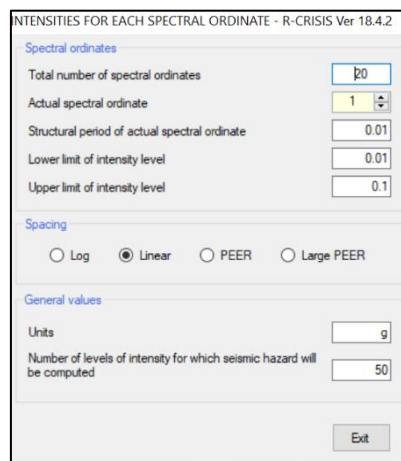 INTENSITIES FOR EACH SPECTRAL ORDINATE - R-CRISIS Ver 18.4.2
Spectral ordinates
Total number of spectral ordinates 20
Actual spectral ordinate 1
Structural period of actual spectral ordinate 0.01
Lower limit of intensity level 0.01
Upper limit of intensity level 0.1
Spacing
Log Linear PEER Large PEER
General values
Units g
Number of levels of intensity for which seismic hazard will
be computed 50
Exit